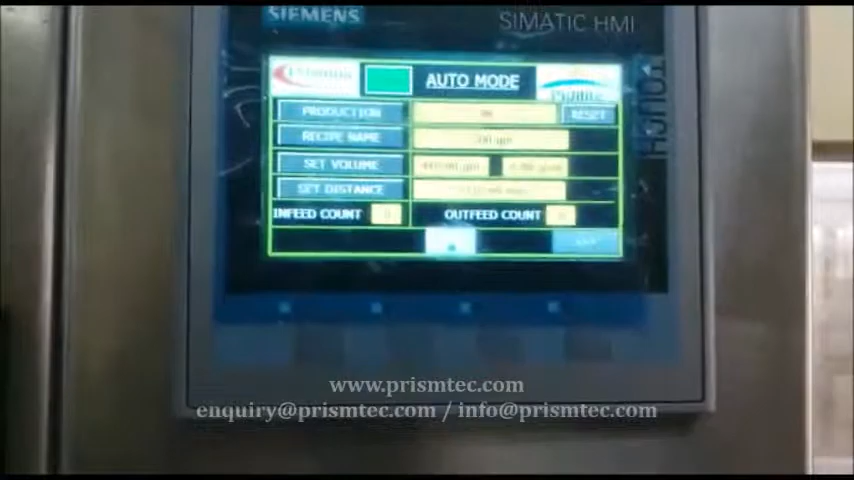 SIEMENS
SIMATIC HMI
TOUCH
AUTO MODE
PRODUCTION
RESET
RECIPE NAME
SET VOLUME
SET DISTANCE
INFEED COUNT
OUTFEED COUNT
www.prismtec.com
enquiry@prismtec.com / info@prismtec.com